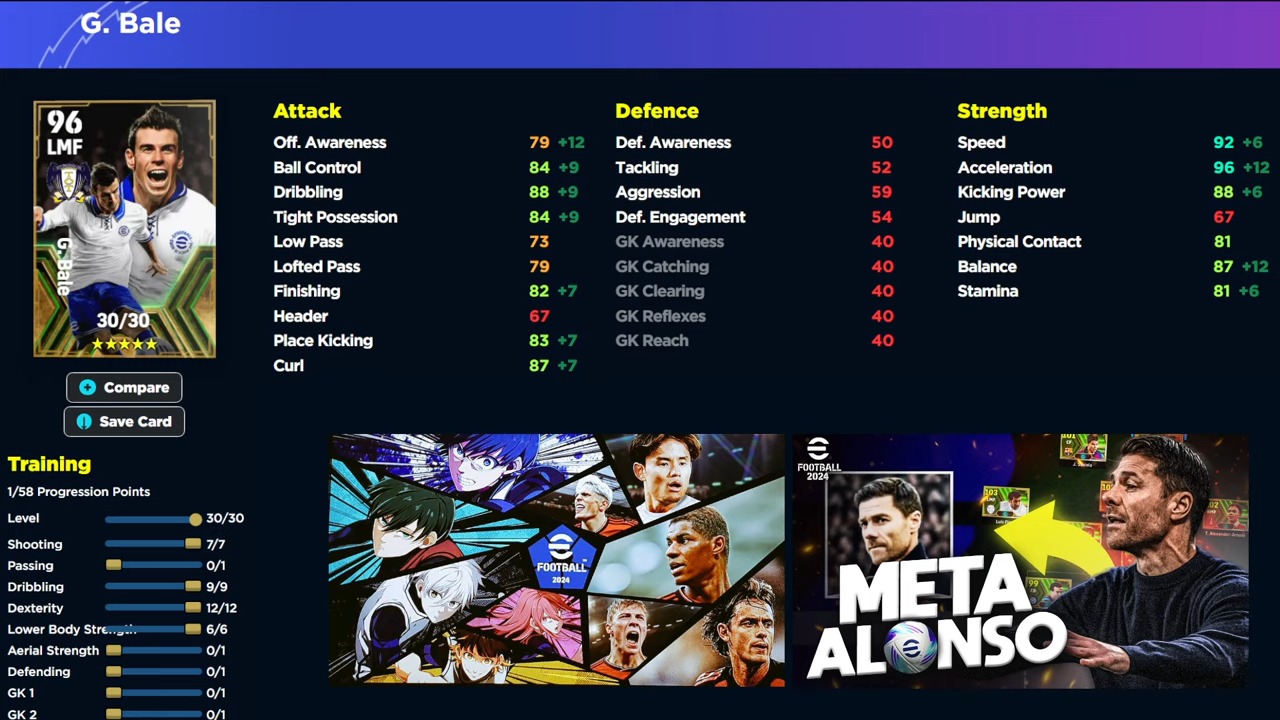 G. Bale
96
LMF
G. Bale
30/30
Compare
Save Card
Attack
Off. Awareness 79 +12
Ball Control 84 +9
Dribbling 88 +9
Tight Possession 84 +9
Low Pass 73
Lofted Pass 79
Finishing 82 +7
Header 67
Place Kicking 83 +7
Curl 87 +7
Defence
Def. Awareness 50
Tackling 52
Aggression 59
Def. Engagement 54
GK Awareness 40
GK Catching 40
GK Clearing 40
GK Reflexes 40
GK Reach 40
Strength
Speed 92 +6
Acceleration 96 +12
Kicking Power 88 +6
Jump 67
Physical Contact 81
Balance 87 +12
Stamina 81 +6
Training
1/58 Progression Points
Level 30/30
Shooting 7/7
Passing 0/1
Dribbling 9/9
Dexterity 12/12
Lower Body Strength 6/6
Aerial Strength 0/1
Defending 0/1
GK 1 0/1
GK 2 0/1
FOOTBALL
2024
FOOTBALL
2024
103
99
META
ALONSO